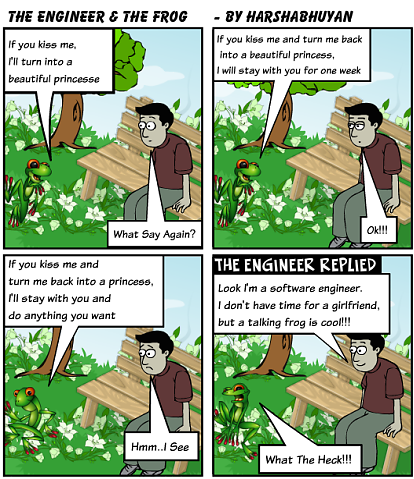 THE ENGINEER & THE FROG - BY HARSHABHUYAN
If you kiss me,
I'll turn into a
beautiful princesse
What Say Again?
If you kiss me and turn me back
into a beautiful princess,
I will stay with you for one week
Ok!!!
If you kiss me and
turn me back into a princess,
I'll stay with you and
do anything you want
Hmm..I See
THE ENGINEER REPLIED
Look I'm a software engineer.
I don't have time for a girlfriend,
but a talking frog is cool!!!
What The Heck!!!